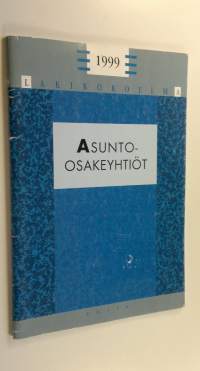 1999
LAKIKOKOELMA
ASUNTO-
OSAKEYHTIÖT